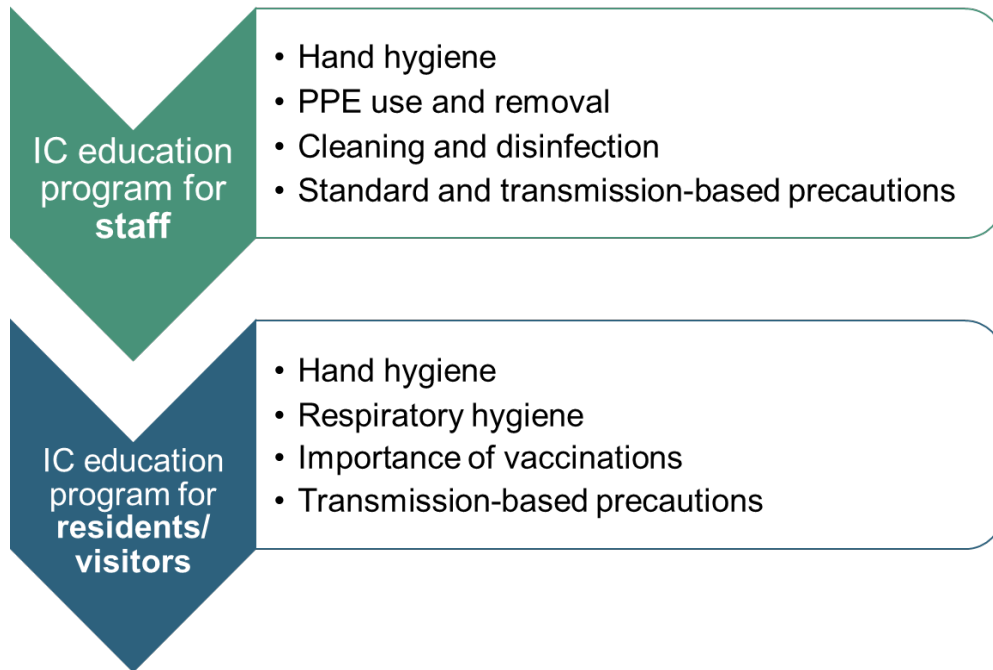 IC education
program for
staff
• Hand hygiene
• PPE use and removal
• Cleaning and disinfection
• Standard and transmission-based precautions
IC education
program for
residents/
visitors
• Hand hygiene
• Respiratory hygiene
• Importance of vaccinations
• Transmission-based precautions